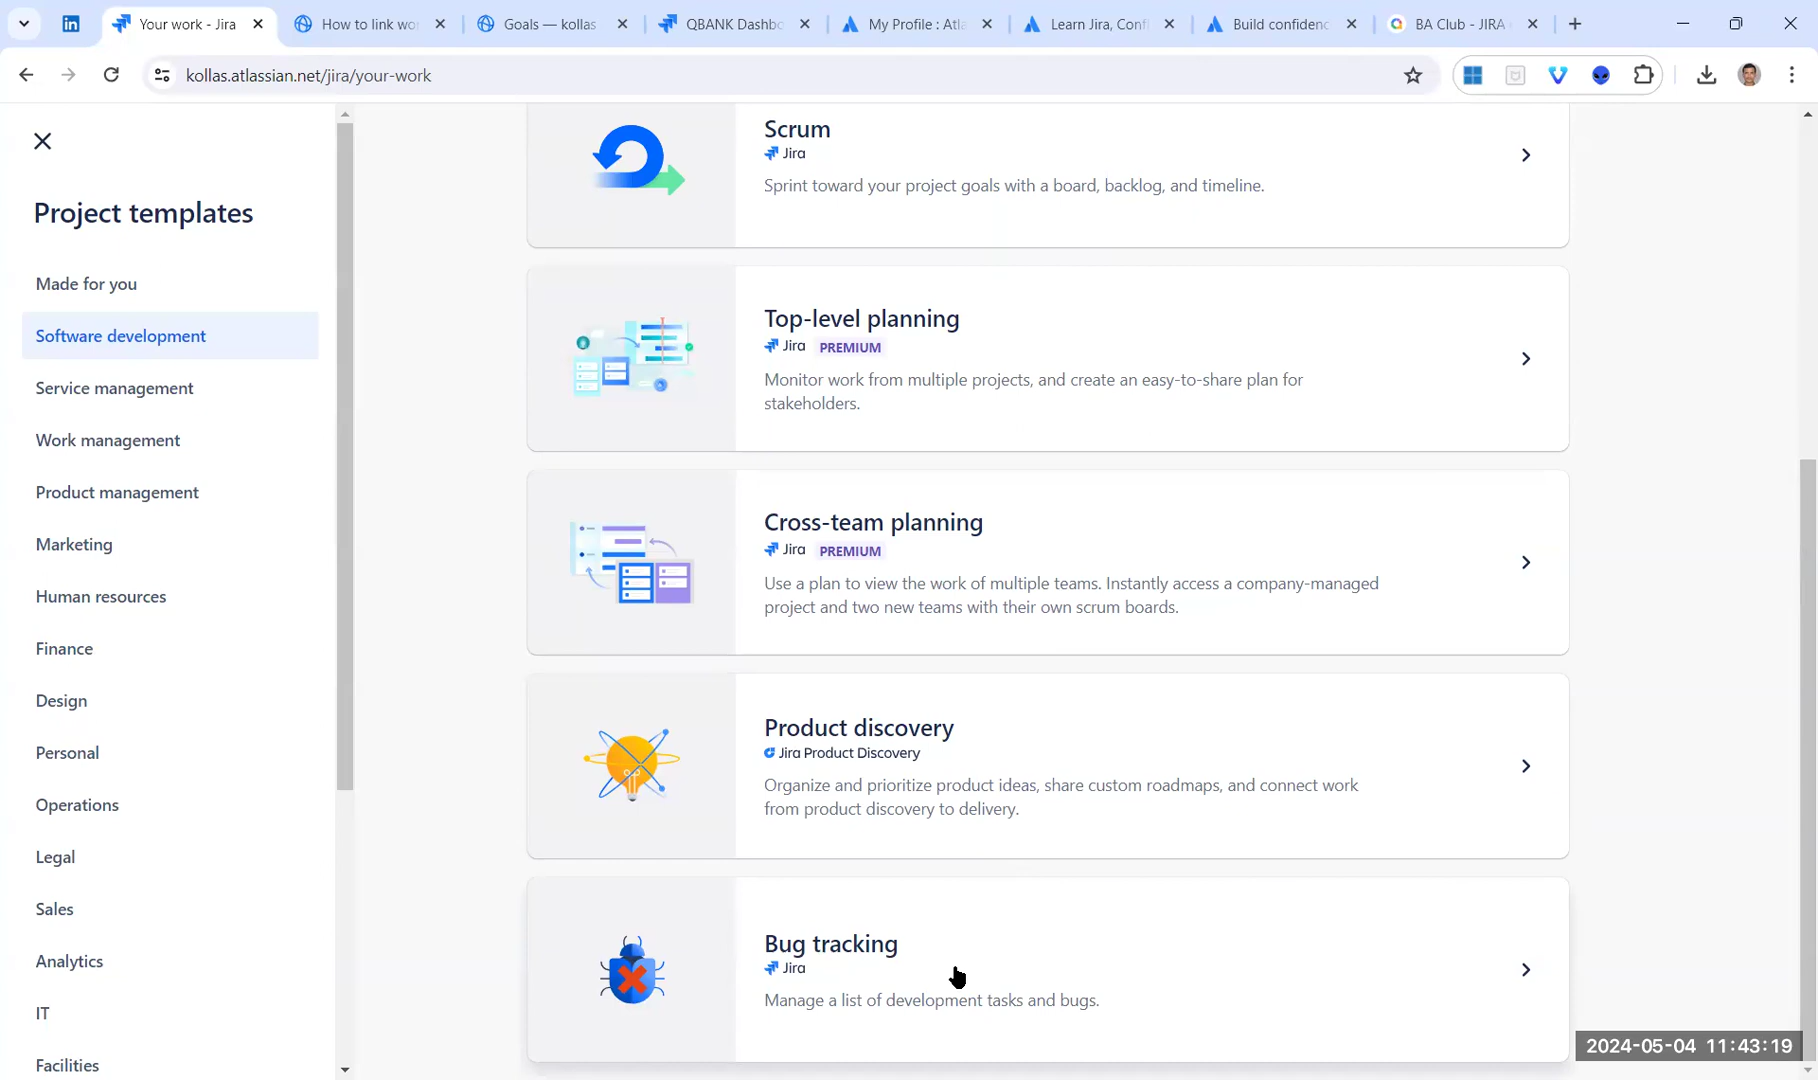 Your work - Jira
How to link wo
Goals — kollas
QBANK Dashbo
My Profile : Atla
Learn Jira, Confl
Build confidenc
BA Club - JIRA
kollas.atlassian.net/jira/your-work
Project templates
Made for you
Software development
Service management
Work management
Product management
Marketing
Human resources
Finance
Design
Personal
Operations
Legal
Sales
Analytics
IT
Facilities
Scrum
Jira
Sprint toward your project goals with a board, backlog, and timeline.
Top-level planning
Jira PREMIUM
Monitor work from multiple projects, and create an easy-to-share plan for
stakeholders.
Cross-team planning
Jira PREMIUM
Use a plan to view the work of multiple teams. Instantly access a company-managed
project and two new teams with their own scrum boards.
Product discovery
Jira Product Discovery
Organize and prioritize product ideas, share custom roadmaps, and connect work
from product discovery to delivery.
Bug tracking
Jira
Manage a list of development tasks and bugs.
2024-05-04 11:43:19